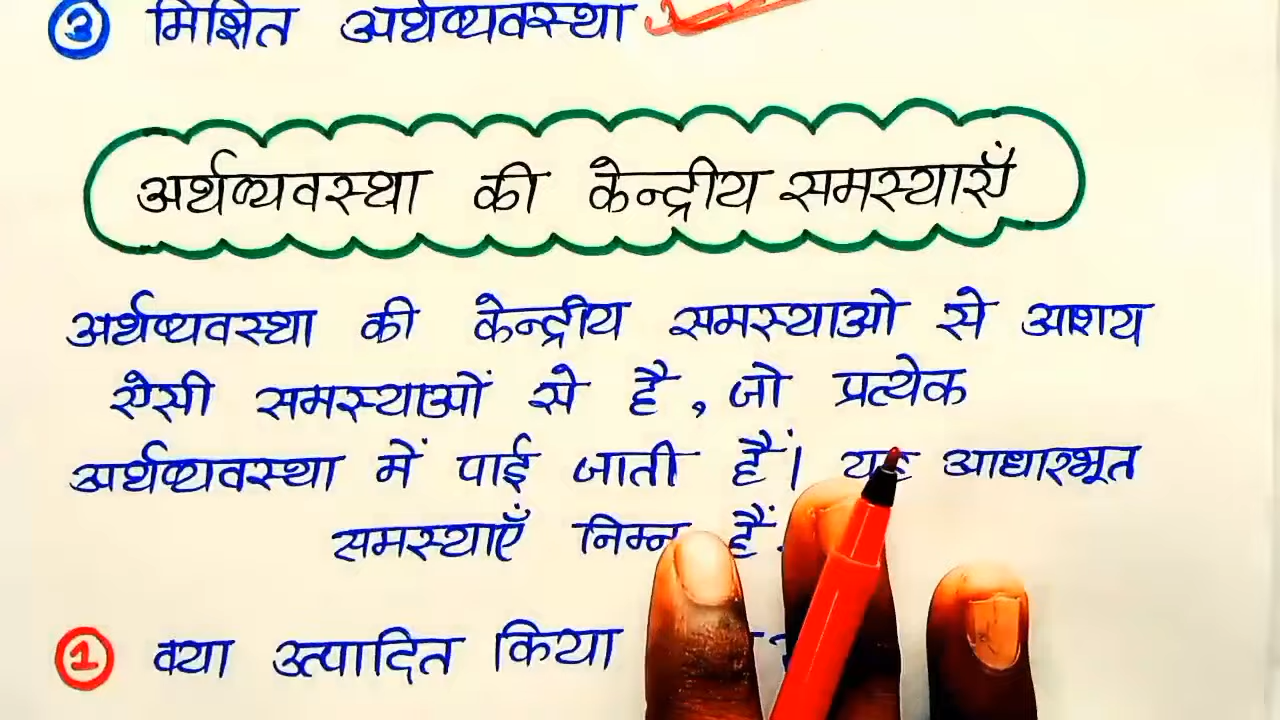 ③ मिश्रित अर्थव्यवस्था
अर्थव्यवस्था की केन्द्रीय समस्याएँ
अर्थव्यवस्था की केन्द्रीय समस्याओ से आशय
ऐसी समस्याओं से है, जो प्रत्येक
अर्थव्यवस्था में पाई जाती हैं। यह आधारभूत
समस्याएँ निम्न हैं
① क्या उत्पादित किया